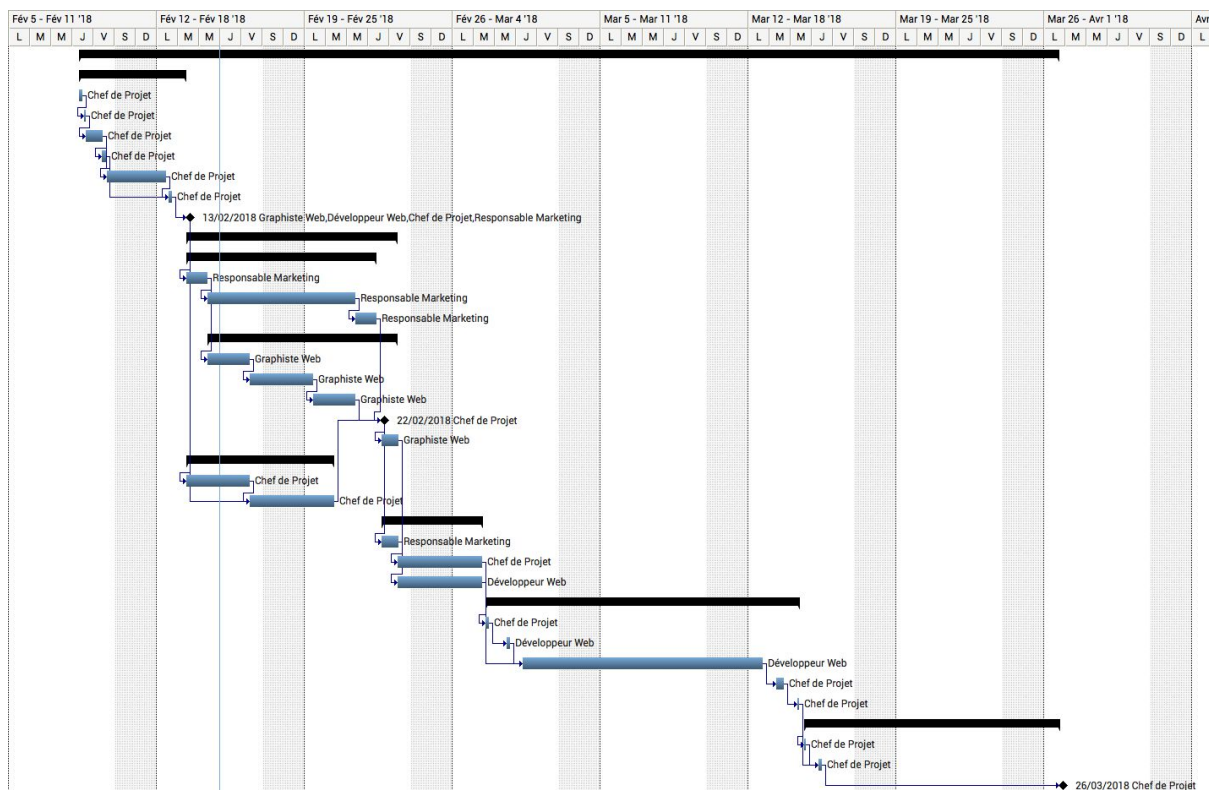 Fév 5 - Fév 11 '18 Fév 12 - Fév 18 '18 Fév 19 - Fév 25 '18 Fév 26 - Mar 4 '18 Mar 5 - Mar 11 '18 Mar 12 - Mar 18 '18 Mar 19 - Mar 25 '18 Mar 26 - Avr 1 '18 Avr
L M M J V S D L M M J V S D L M M J V S D L M M J V S D L M M J V S D L M M J V S D L M M J V S D L M M J V S D L
Chef de Projet
Chef de Projet
Chef de Projet
Chef de Projet
Chef de Projet
Chef de Projet
13/02/2018 Graphiste Web,Développeur Web,Chef de Projet,Responsable Marketing
Responsable Marketing
Responsable Marketing
Responsable Marketing
Graphiste Web
Graphiste Web
Graphiste Web
22/02/2018 Chef de Projet
Graphiste Web
Chef de Projet
Chef de Projet
Responsable Marketing
Chef de Projet
Développeur Web
Chef de Projet
Développeur Web
Développeur Web
Chef de Projet
Chef de Projet
Chef de Projet
Chef de Projet
26/03/2018 Chef de Projet